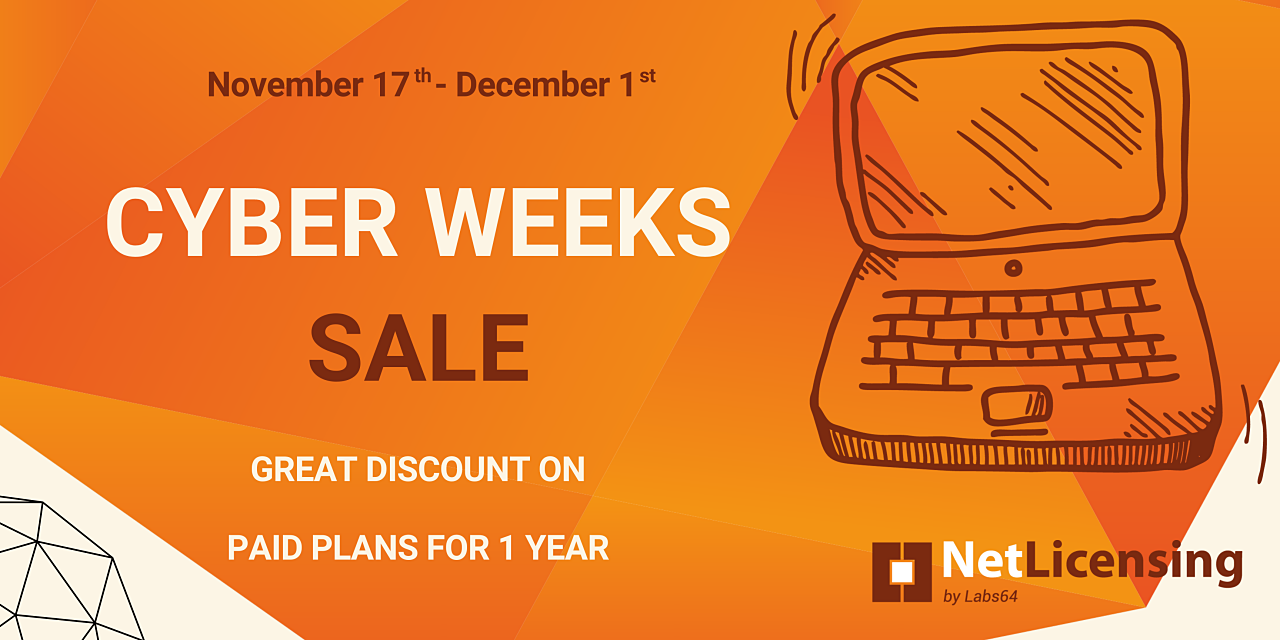 November 17th - December 1st
CYBER WEEKS
SALE
GREAT DISCOUNT ON
PAID PLANS FOR 1 YEAR
NetLicensing
by Labs64